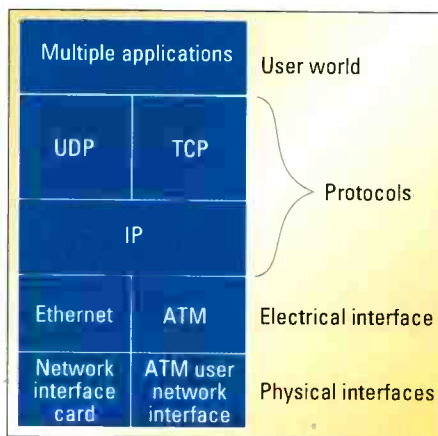 Multiple applications
User world
UDP
TCP
Protocols
IP
Ethernet
ATM
Electrical interface
Network
interface
card
ATM user
network
interface
Physical interfaces